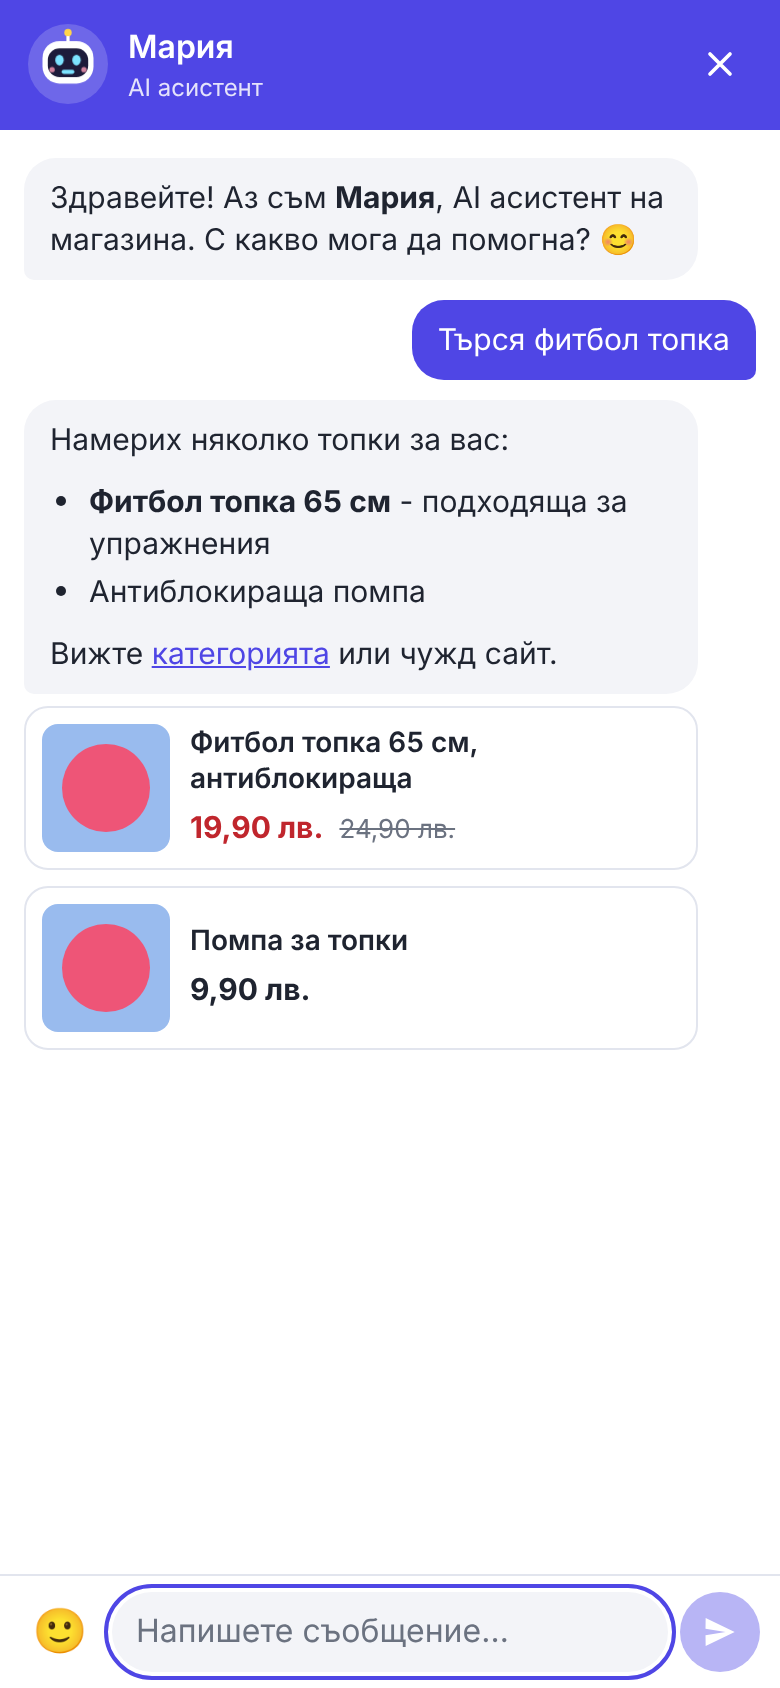 Мария
AI асистент
Здравейте! Аз съм Мария, AI асистент на
магазина. С какво мога да помогна? 😊
Търся фитбол топка
Намерих няколко топки за вас:
• Фитбол топка 65 см - подходяща за
упражнения
• Антиблокираща помпа
Вижте категорията или чужд сайт.
Фитбол топка 65 см,
антиблокираща
19,90 лв. 24,90 лв.
Помпа за топки
9,90 лв.
Напишете съобщение...